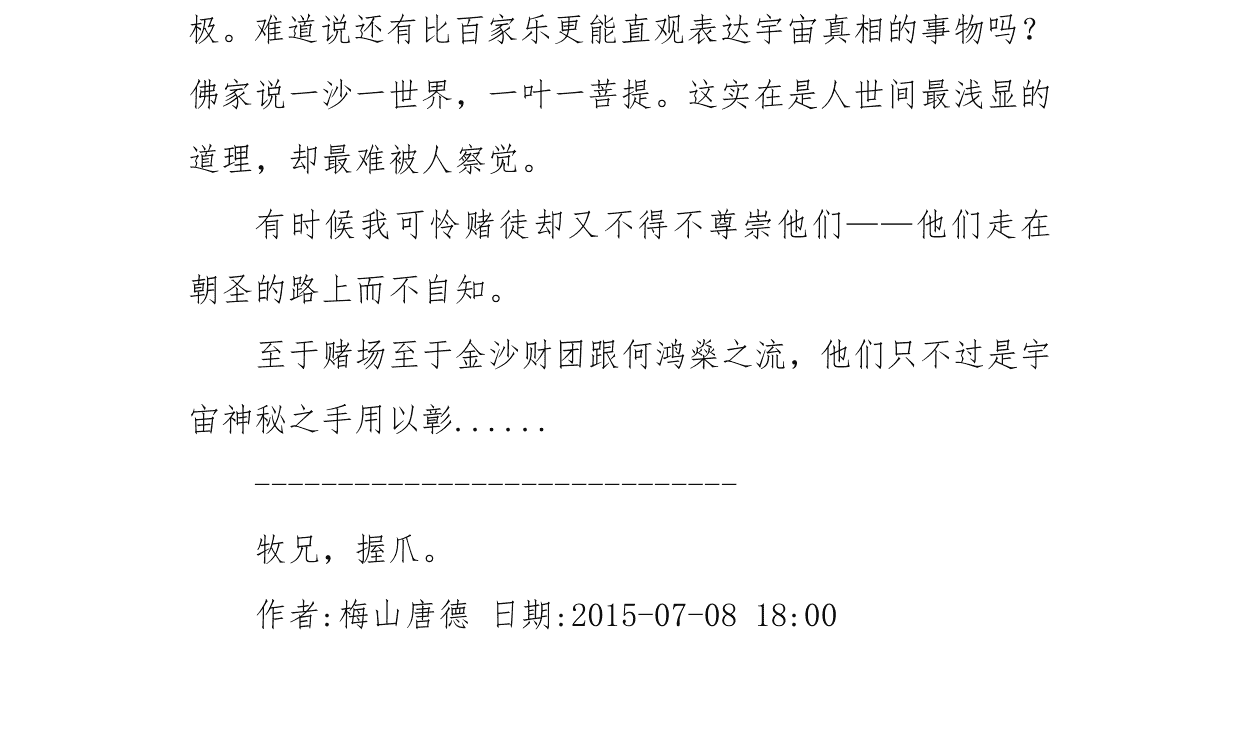 极。难道说还有比百家乐更能直观表达宇宙真相的事物吗？
佛家说一沙一世界，一叶一菩提。这实在是人世间最浅显的
道理，却最难被人察觉。
有时候我可怜赌徒却又不得不尊崇他们——他们走在
朝圣的路上而不自知。
至于赌场至于金沙财团跟何鸿燊之流，他们只不过是宇
宙神秘之手用以彰......
-----------------------------
牧兄，握爪。
作者:梅山唐德 日期:2015-07-08 18:00